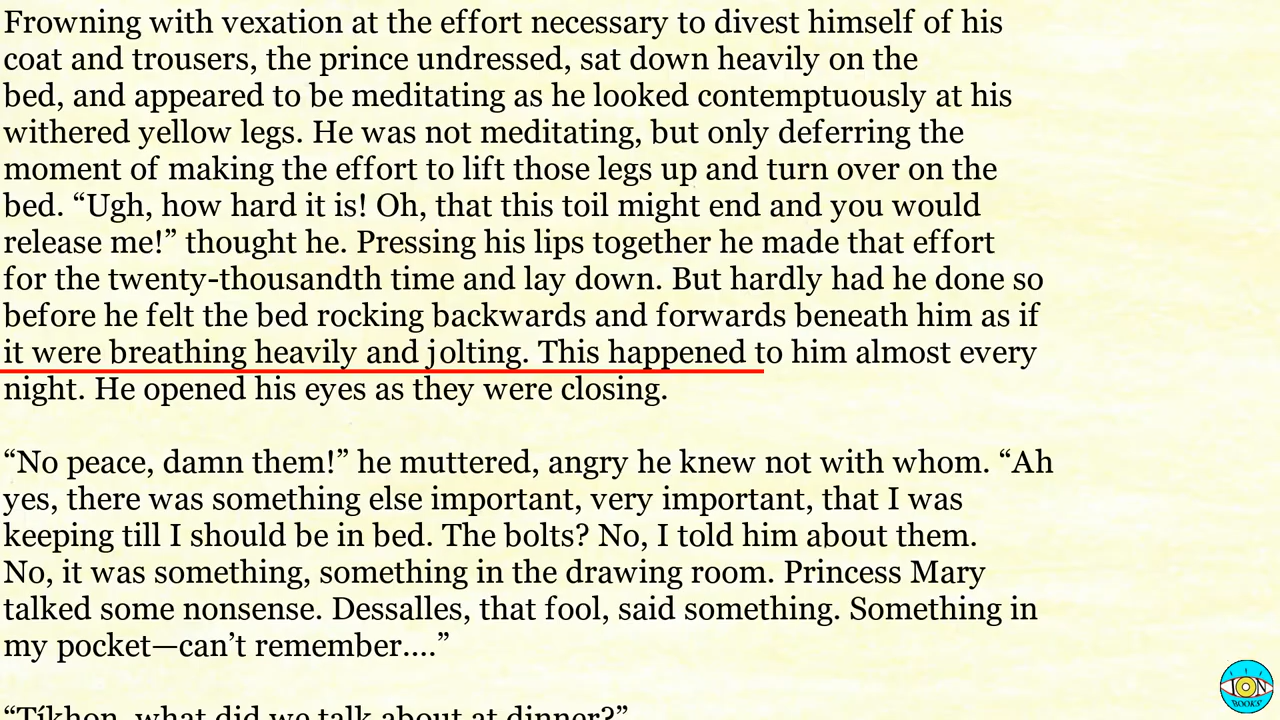 Frowning with vexation at the effort necessary to divest himself of his
coat and trousers, the prince undressed, sat down heavily on the
bed, and appeared to be meditating as he looked contemptuously at his
withered yellow legs. He was not meditating, but only deferring the
moment of making the effort to lift those legs up and turn over on the
bed. “Ugh, how hard it is! Oh, that this toil might end and you would
release me!” thought he. Pressing his lips together he made that effort
for the twenty-thousandth time and lay down. But hardly had he done so
before he felt the bed rocking backwards and forwards beneath him as if
it were breathing heavily and jolting. This happened to him almost every
night. He opened his eyes as they were closing.
“No peace, damn them!” he muttered, angry he knew not with whom. “Ah
yes, there was something else important, very important, that I was
keeping till I should be in bed. The bolts? No, I told him about them.
No, it was something, something in the drawing room. Princess Mary
talked some nonsense. Dessalles, that fool, said something. Something in
my pocket—can’t remember....”
“Tíkhon, what did we talk about at dinner?”
ION
BOOKS